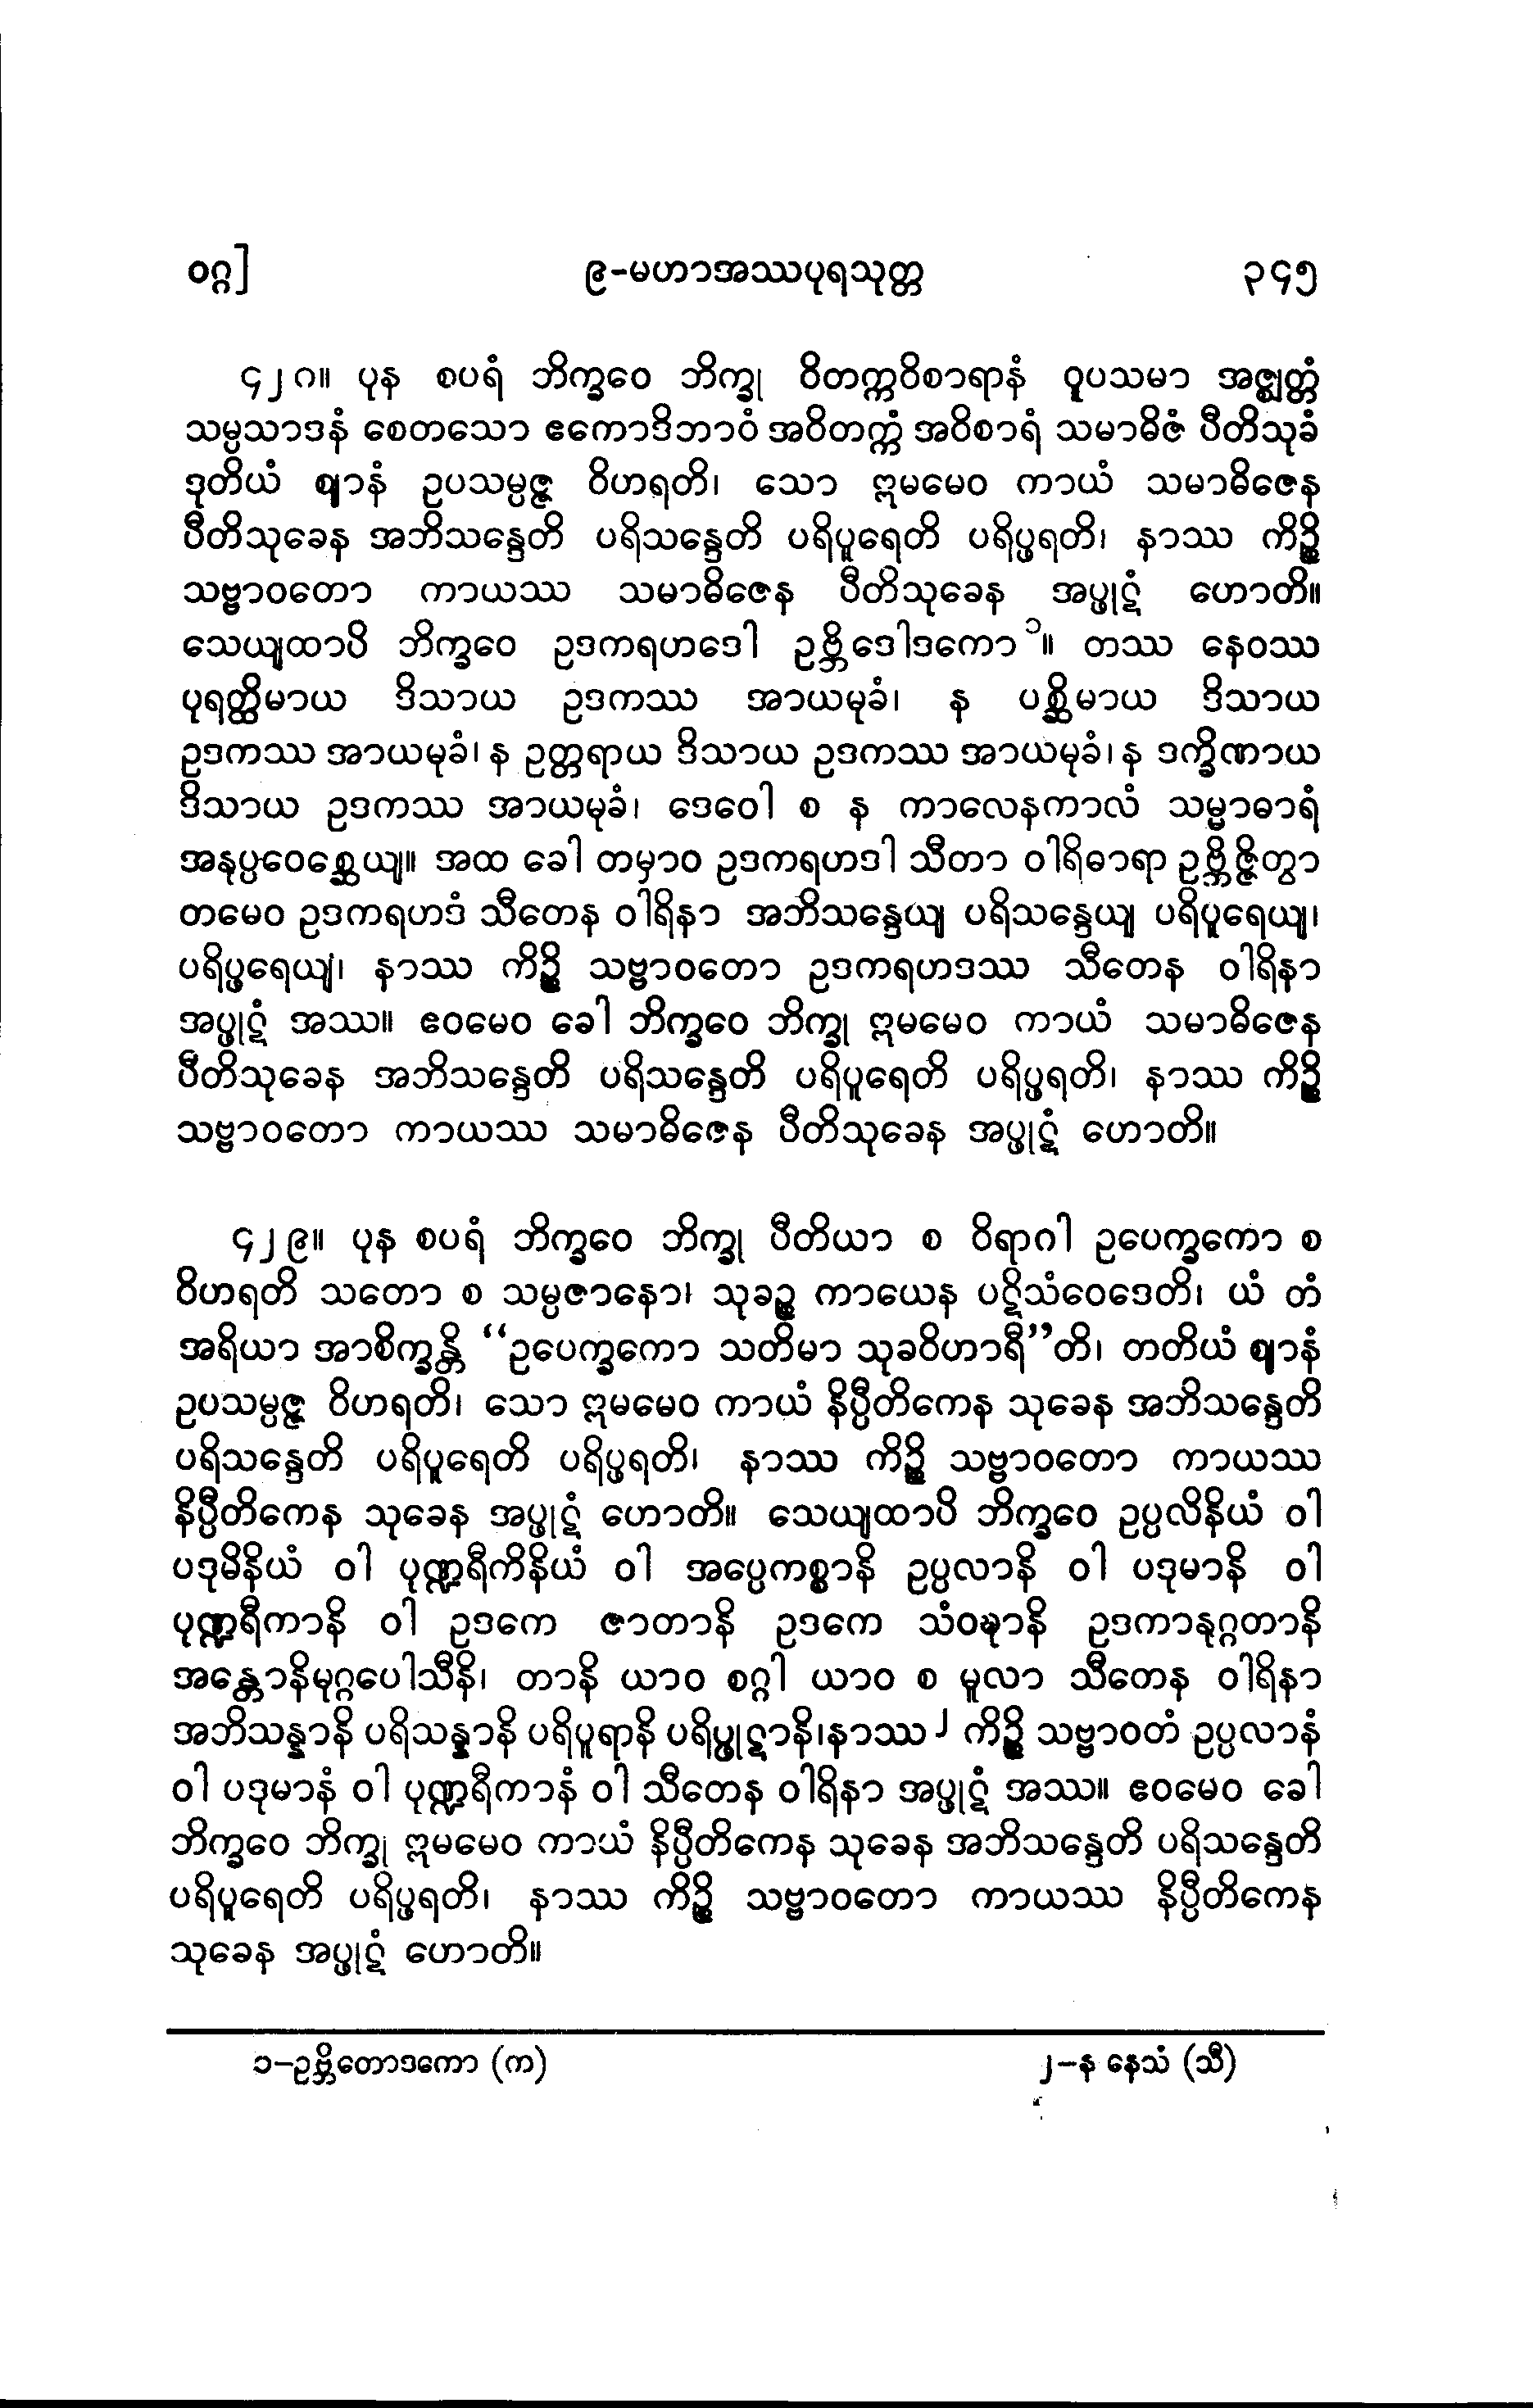 ဝဂ္ဂ]
၉-မဟာအဿပုရသုတ္တ
၃၄၅
၄၂၈။ ပုန စပရံ ဘိက္ခဝေ ဘိက္ခု ဝိတက္ကဝိစာရာနံ ဝူပသမာ အဇ္ဈတ္တံ
သမ္ပသာဒနံ စေတသော ဧကောဒိဘာဝံ အဝိတက္ကံ အဝိစာရံ သမာဓိဇံ ပီတိသုခံ
ဒုတိယံ ဈာနံ ဥပသမ္ပဇ္ဇ ဝိဟရတိ၊ သော ဣမမေဝ ကာယံ သမာဓိဇေန
ပီတိသုခေန အဘိသန္ဒေတိ ပရိသန္ဒေတိ ပရိပူရေတိ ပရိပ္ဖရတိ၊ နာဿ ကိဉ္စိ
သဗ္ဗာဝတော ကာယဿ သမာဓိဇေန ပီတိသုခေန အပ္ဖုဋံ ဟောတိ။
သေယျထာပိ ဘိက္ခဝေ ဥဒကရဟဒေါ ဥဗ္ဘိဒေါဒကော ၁။ တဿ နေဝဿ
ပုရတ္ထိမာယ ဒိသာယ ဥဒကဿ အာယမုခံ၊ န ပစ္ဆိမာယ ဒိသာယ
ဥဒကဿ အာယမုခံ၊ န ဥတ္တရာယ ဒိသာယ ဥဒကဿ အာယမုခံ၊ န ဒက္ခိဏာယ
ဒိသာယ ဥဒကဿ အာယမုခံ၊ ဒေဝေါ စ န ကာလေနကာလံ သမ္မာဓာရံ
အနုပ္ပဝေစ္ဆေယျ။ အထ ခေါ တမှာဝ ဥဒကရဟဒါ သီတာ ဝါရိဓာရာ ဥဗ္ဘိဇ္ဇိတွာ
တမေဝ ဥဒကရဟဒံ သီတေန ဝါရိနာ အဘိသန္ဒေယျ ပရိသန္ဒေယျ ပရိပူရေယျ၊
ပရိပ္ဖရေယျ၊ နာဿ ကိဉ္စိ သဗ္ဗာဝတော ဥဒကရဟဒဿ သီတေန ဝါရိနာ
အပ္ဖုဋံ အဿ။ ဧဝမေဝ ခေါ ဘိက္ခဝေ ဘိက္ခု ဣမမေဝ ကာယံ သမာဓိဇေန
ပီတိသုခေန အဘိသန္ဒေတိ ပရိသန္ဒေတိ ပရိပူရေတိ ပရိပ္ဖရတိ၊ နာဿ ကိဉ္စိ
သဗ္ဗာဝတော ကာယဿ သမာဓိဇေန ပီတိသုခေန အပ္ဖုဋံ ဟောတိ။
၄၂၉။ ပုန စပရံ ဘိက္ခဝေ ဘိက္ခု ပီတိယာ စ ဝိရာဂါ ဥပေက္ခကော စ
ဝိဟရတိ သတော စ သမ္ပဇာနော၊ သုခဉ္စ ကာယေန ပဋိသံဝေဒေတိ၊ ယံ တံ
အရိယာ အာစိက္ခန္တိ “ဥပေက္ခကော သတိမာ သုခဝိဟာရီ”တိ၊ တတိယံ ဈာနံ
ဥပသမ္ပဇ္ဇ ဝိဟရတိ၊ သော ဣမမေဝ ကာယံ နိပ္ပီတိကေန သုခေန အဘိသန္ဒေတိ
ပရိသန္ဒေတိ ပရိပူရေတိ ပရိပ္ဖရတိ၊ နာဿ ကိဉ္စိ သဗ္ဗာဝတော ကာယဿ
နိပ္ပီတိကေန သုခေန အပ္ဖုဋံ ဟောတိ။ သေယျထာပိ ဘိက္ခဝေ ဥပ္ပလိနိယံ ဝါ
ပဒုမိနိယံ ဝါ ပုဏ္ဍရီကိနိယံ ဝါ အပ္ပေကစ္စာနိ ဥပ္ပလာနိ ဝါ ပဒုမာနိ ဝါ
ပုဏ္ဍရီကာနိ ဝါ ဥဒကေ ဇာတာနိ ဥဒကေ သံဝဍ္ဎာနိ ဥဒကာနုဂ္ဂတာနိ
အန္တောနိမုဂ္ဂပေါသီနိ၊ တာနိ ယာဝ စဂ္ဂါ ယာဝ စ မူလာ သီတေန ဝါရိနာ
အဘိသန္နာနိ ပရိသန္နာနိ ပရိပူရာနိ ပရိပ္ဖုဋာနိ၊နာဿ ၂ ကိဉ္စိ သဗ္ဗာဝတံ ဥပ္ပလာနံ
ဝါ ပဒုမာနံ ဝါ ပုဏ္ဍရီကာနံ ဝါ သီတေန ဝါရိနာ အပ္ဖုဋံ အဿ။ ဧဝမေဝ ခေါ
ဘိက္ခဝေ ဘိက္ခု ဣမမေဝ ကာယံ နိပ္ပီတိကေန သုခေန အဘိသန္ဒေတိ ပရိသန္ဒေတိ
ပရိပူရေတိ ပရိပ္ဖရတိ၊ နာဿ ကိဉ္စိ သဗ္ဗာဝတော ကာယဿ နိပ္ပီတိကေန
သုခေန အပ္ဖုဋံ ဟောတိ။
၁-ဥဗ္ဘိတောဒကော (က)
၂-န နေသံ (သီ)